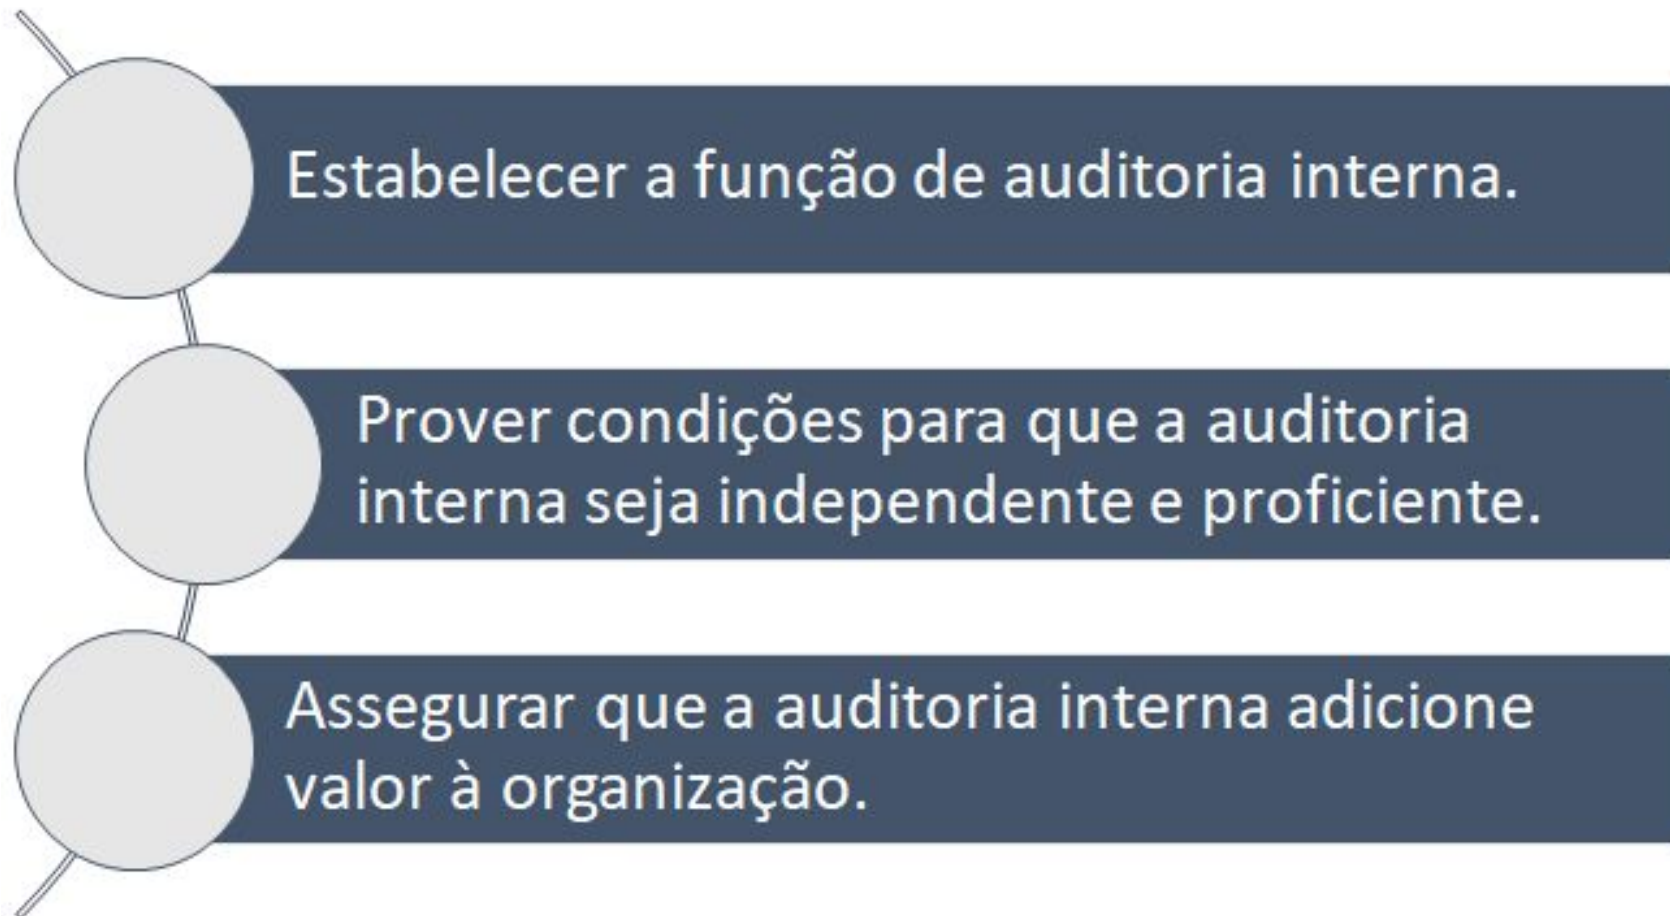 Estabelecer a função de auditoria interna.
Prover condições para que a auditoria
interna seja independente e proficiente.
Assegurar que a auditoria interna adicione
valor à organização.